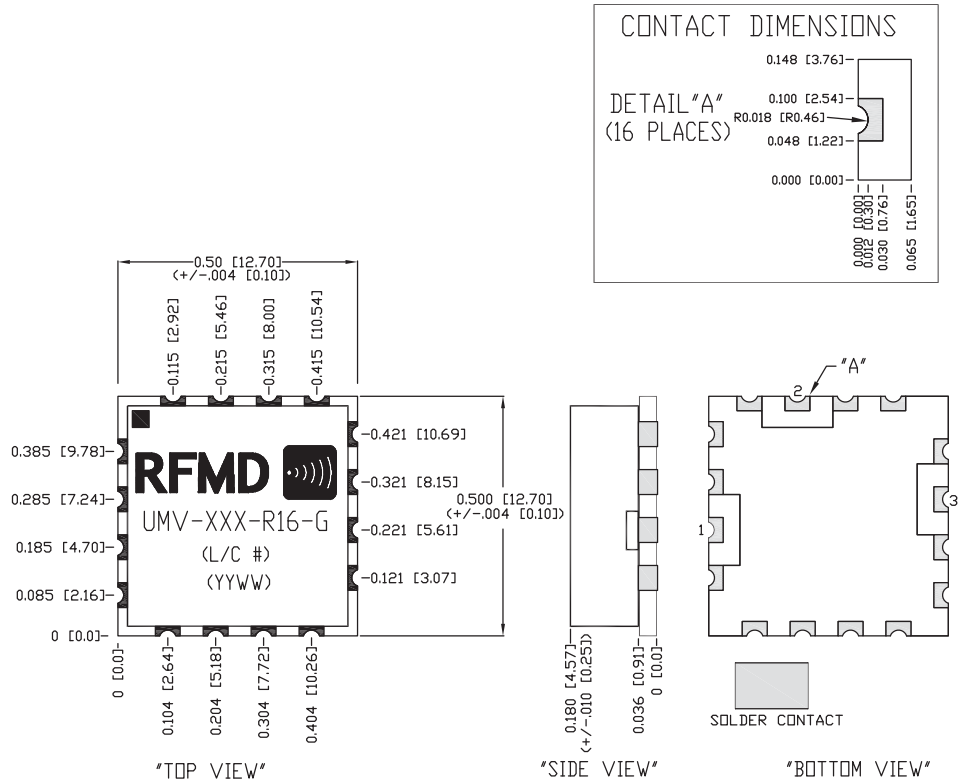 CONTACT DIMENSIONS
0.148 [3.76]
DETAIL"A"
(16 PLACES)
0.100 [2.54]
R0.018 [R0.46]
0.048 [1.22]
0.000 [0.00]
0.000 [0.00]
0.012 [0.30]
0.030 [0.76]
0.065 [1.65]
0.50 [12.70]
(+/-.004 [0.10])
0.115 [2.92]
0.215 [5.46]
0.315 [8.00]
0.415 [10.54]
0.385 [9.78]
0.285 [7.24]
0.185 [4.70]
0.085 [2.16]
0 [0.0]
RFMD
UMV-XXX-R16-G
(L/C #)
(YYWW)
0.421 [10.69]
0.321 [8.15]
0.221 [5.61]
0.121 [3.07]
0.500 [12.70]
(+/-.004 [0.10])
0 [0.0]
0.104 [2.64]
0.204 [5.18]
0.304 [7.72]
0.404 [10.26]
"TOP VIEW"
0.180 [4.57]
(+/-.010 [0.25])
0.036 [0.91]
0 [0.0]
"SIDE VIEW"
"A"
2
1
3
SOLDER CONTACT
"BOTTOM VIEW"